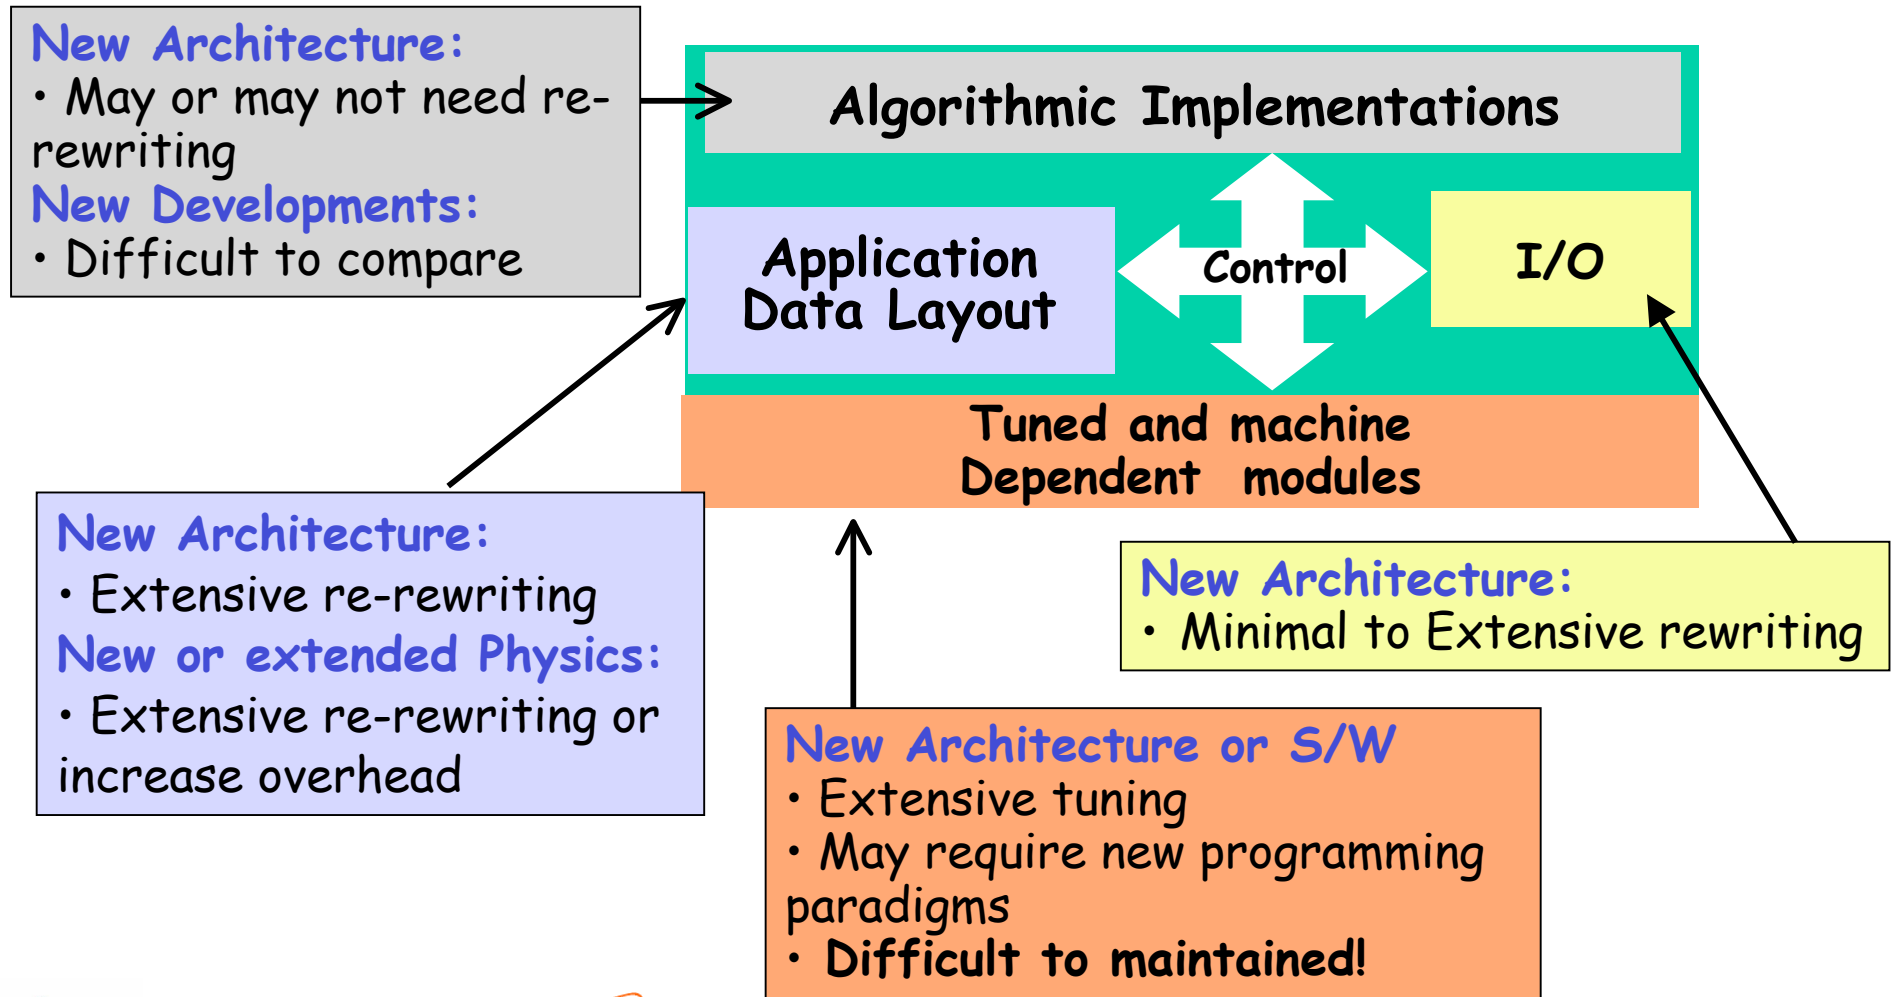 New Architecture:
• May or may not need re-
rewriting
New Developments:
• Difficult to compare
Algorithmic Implementations
Application
Data Layout
Control
I/O
Tuned and machine
Dependent modules
New Architecture:
• Extensive re-rewriting
New or extended Physics:
• Extensive re-rewriting or
increase overhead
New Architecture:
• Minimal to Extensive rewriting
New Architecture or S/W
• Extensive tuning
• May require new programming
paradigms
• Difficult to maintained!